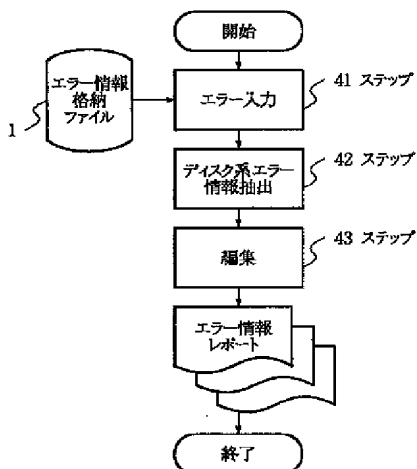 開始
エラー情報
格納
ファイル
1
エラー入力
41 ステップ
ディスク系エラー
情報抽出
42 ステップ
編集
43 ステップ
エラー情報
レポート
終了